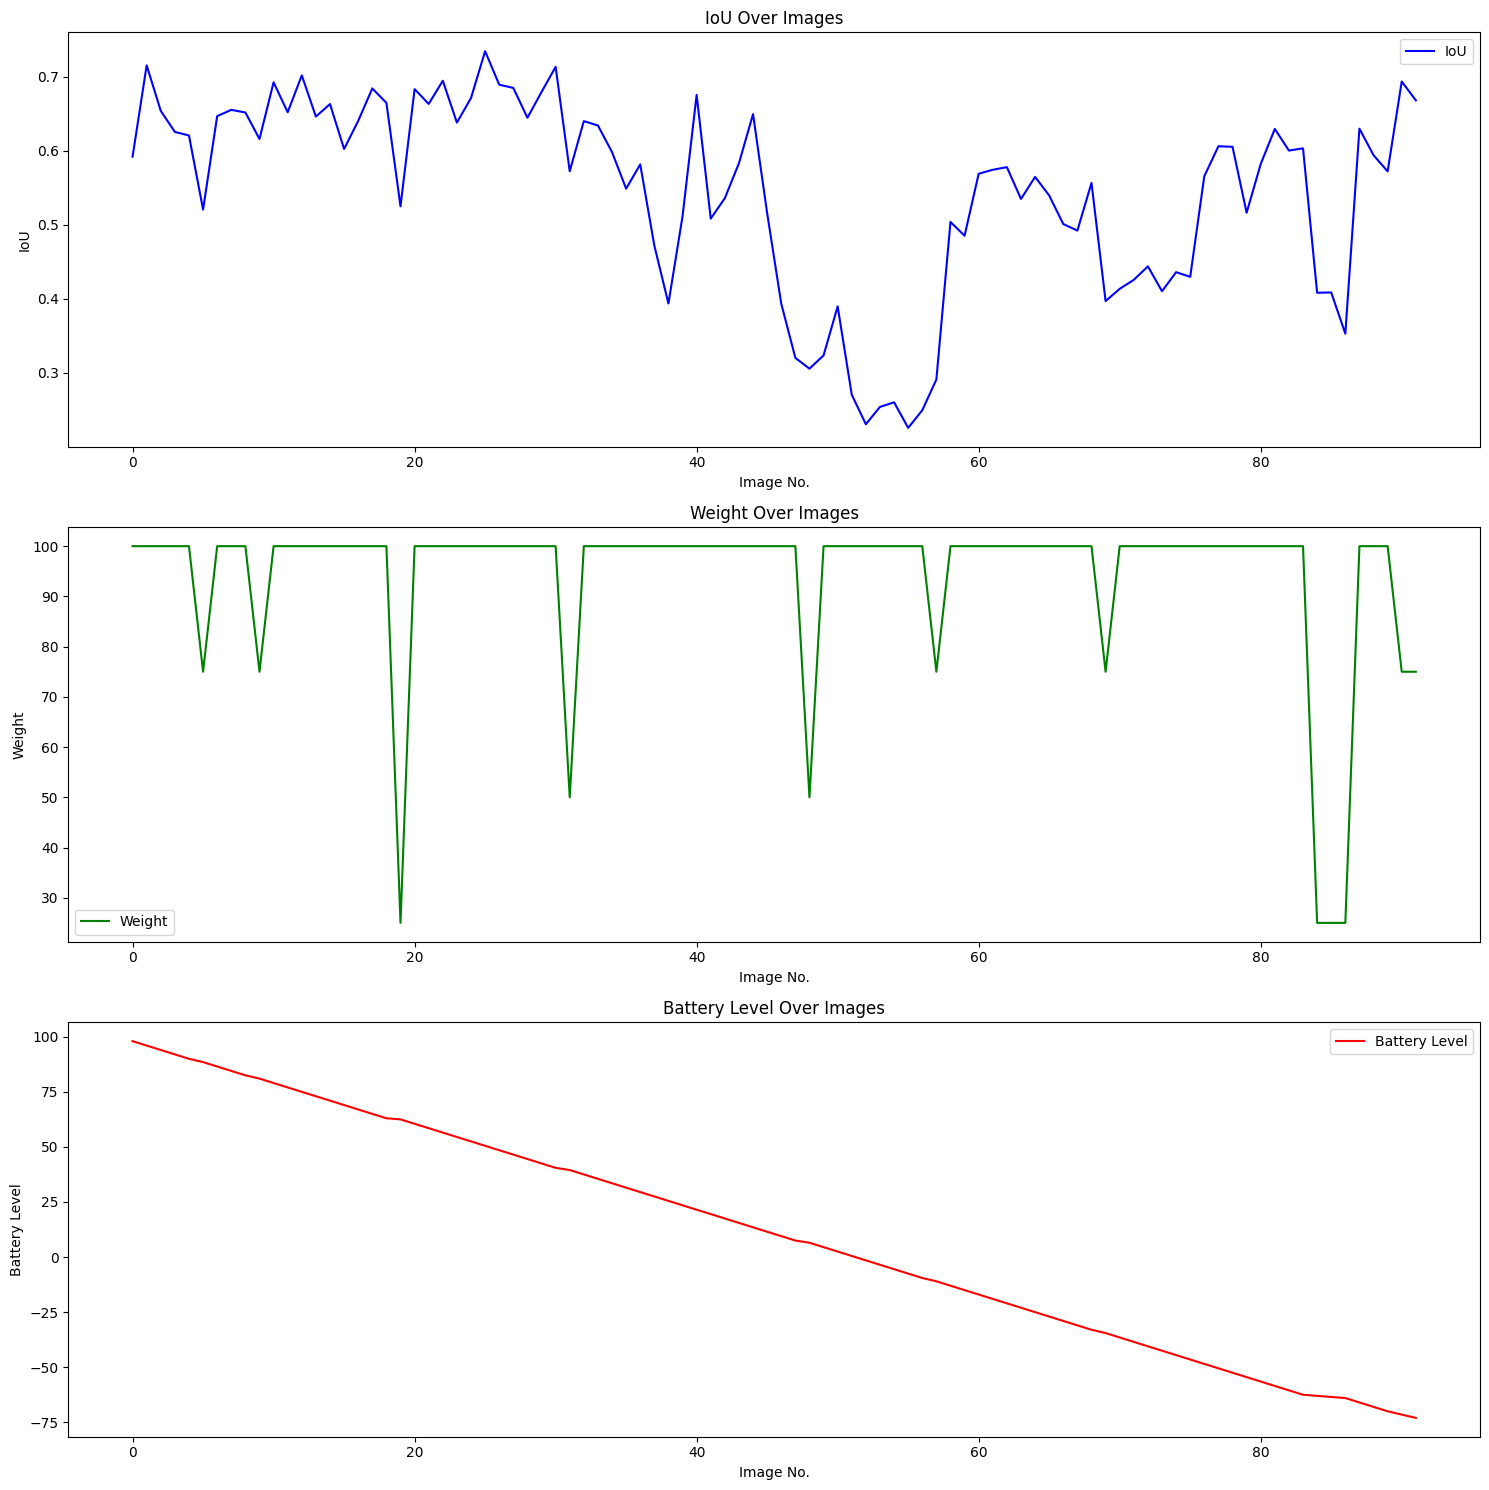 IoU Over Images
IoU
0.7
0.6
0.5
0.4
0.3
IoU
0 20 40 60 80
Image No.
Weight Over Images
100
90
80
70
60
50
40
30
Weight
Weight
0 20 40 60 80
Image No.
Battery Level Over Images
Battery Level
100
75
50
25
0
−25
−50
−75
Battery Level
0 20 40 60 80
Image No.